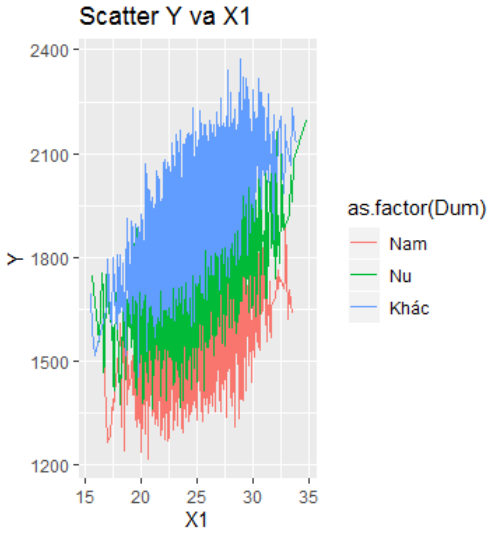 Scatter Y va X1
2400
2100
1800
1500
1200
Y
15 20 25 30 35
X1
as.factor(Dum)
Nam
Nu
Khác